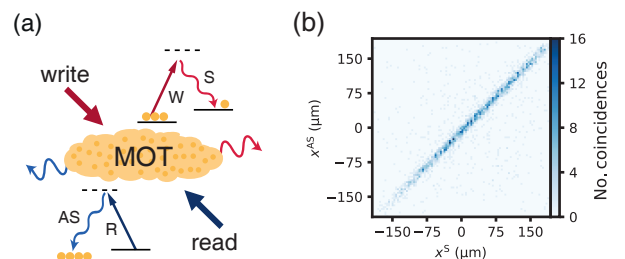 (a)
write
W
S
MOT
AS
R
read
(b)
x^AS (μm)
150
75
0
−75
−150
−150 −75 0 75 150
x^S (μm)
16
12
8
4
0
No. coincidences